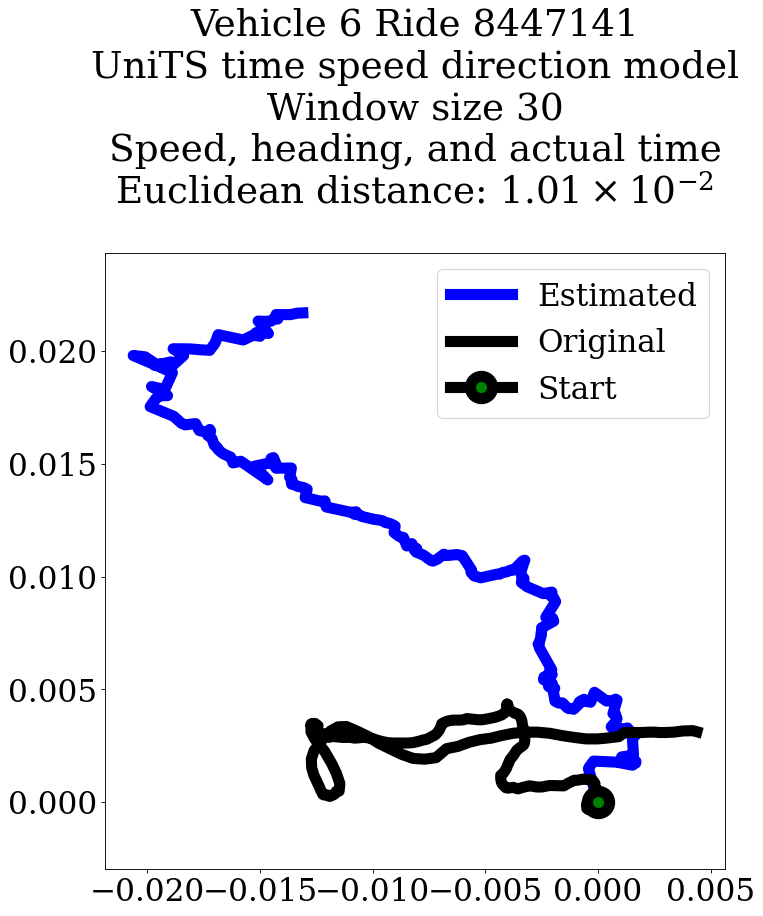 Vehicle 6 Ride 8447141
UniTS time speed direction model
Window size 30
Speed, heading, and actual time
Euclidean distance: 1.01 × 10⁻²
Estimated
Original
Start
0.020
0.015
0.010
0.005
0.000
−0.020 −0.015 −0.010 −0.005 0.000 0.005